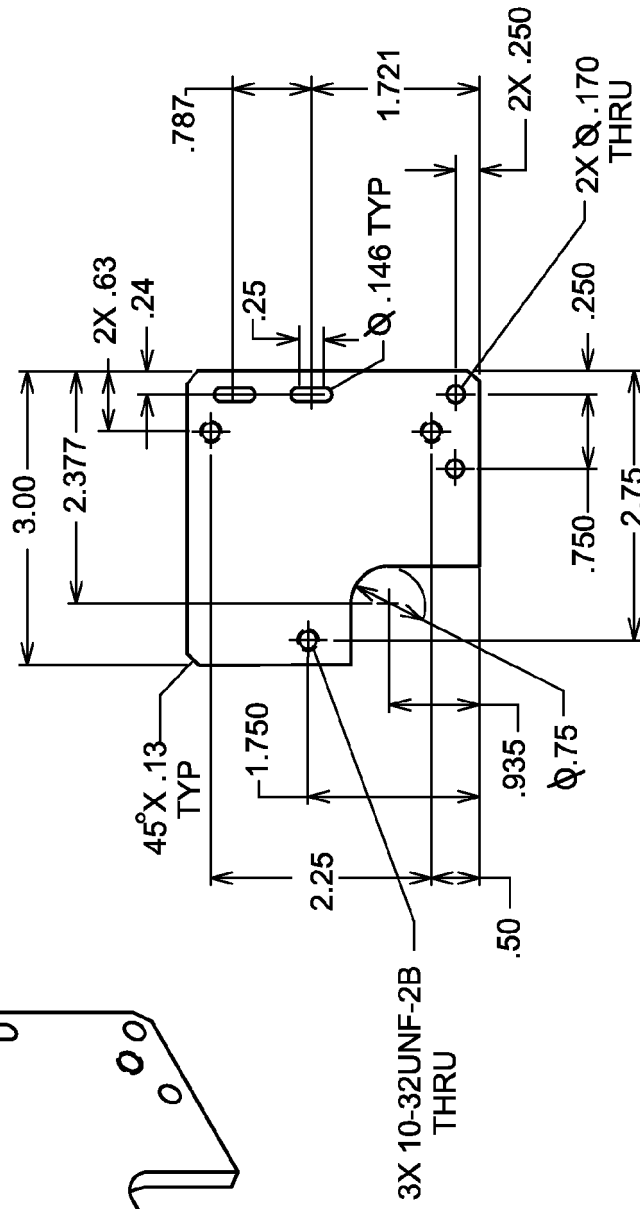 .787
1.721
2X .250
2X Ø .170
THRU
2X .63
.24
.25
Ø .146 TYP
.250
3.00
2.377
.750
2.75
45°X .13
TYP
1.750
.935
Ø.75
2.25
.50
3X 10-32UNF-2B
THRU